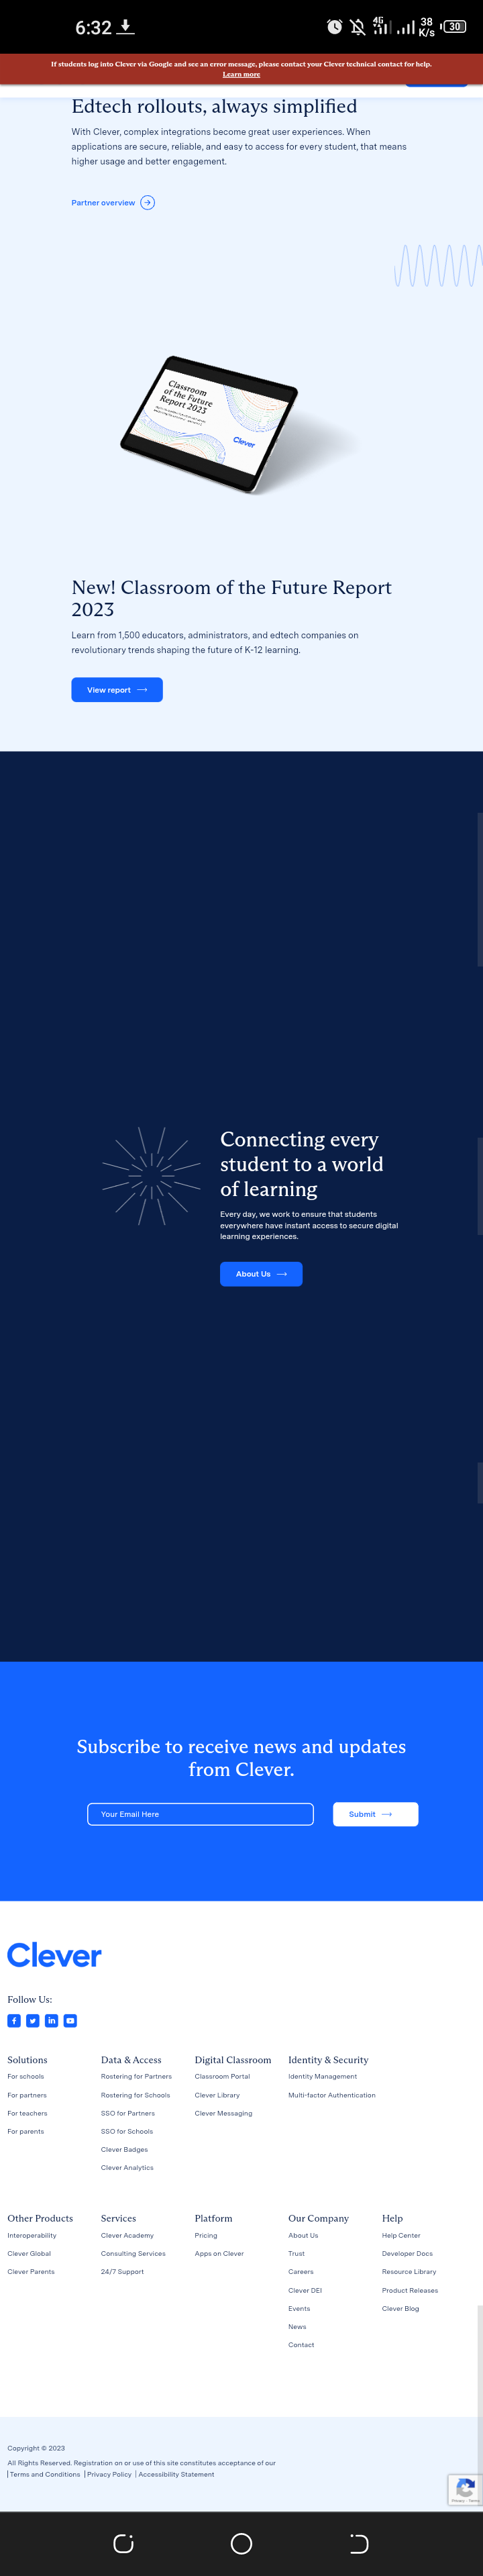 6:32
4G
38
K/s
30
If students log into Clever via Google and see an error message, please contact your Clever technical contact for help.
Learn more
Edtech rollouts, always simplified
With Clever, complex integrations become great user experiences. When
applications are secure, reliable, and easy to access for every student, that means
higher usage and better engagement.
Partner overview
Classroom
of the Future
Report 2023
Clever
New! Classroom of the Future Report
2023
Learn from 1,500 educators, administrators, and edtech companies on
revolutionary trends shaping the future of K-12 learning.
View report
Connecting every
student to a world
of learning
Every day, we work to ensure that students
everywhere have instant access to secure digital
learning experiences.
About Us
Subscribe to receive news and updates
from Clever.
Your Email Here
Submit
Clever
Follow Us:
Solutions
For schools
For partners
For teachers
For parents
Data & Access
Rostering for Partners
Rostering for Schools
SSO for Partners
SSO for Schools
Clever Badges
Clever Analytics
Digital Classroom
Classroom Portal
Clever Library
Clever Messaging
Identity & Security
Identity Management
Multi-factor Authentication
Other Products
Interoperability
Clever Global
Clever Parents
Services
Clever Academy
Consulting Services
24/7 Support
Platform
Pricing
Apps on Clever
Our Company
About Us
Trust
Careers
Clever DEI
Events
News
Contact
Help
Help Center
Developer Docs
Resource Library
Product Releases
Clever Blog
Copyright © 2023
All Rights Reserved. Registration on or use of this site constitutes acceptance of our
| Terms and Conditions | Privacy Policy | Accessibility Statement
Privacy - Terms